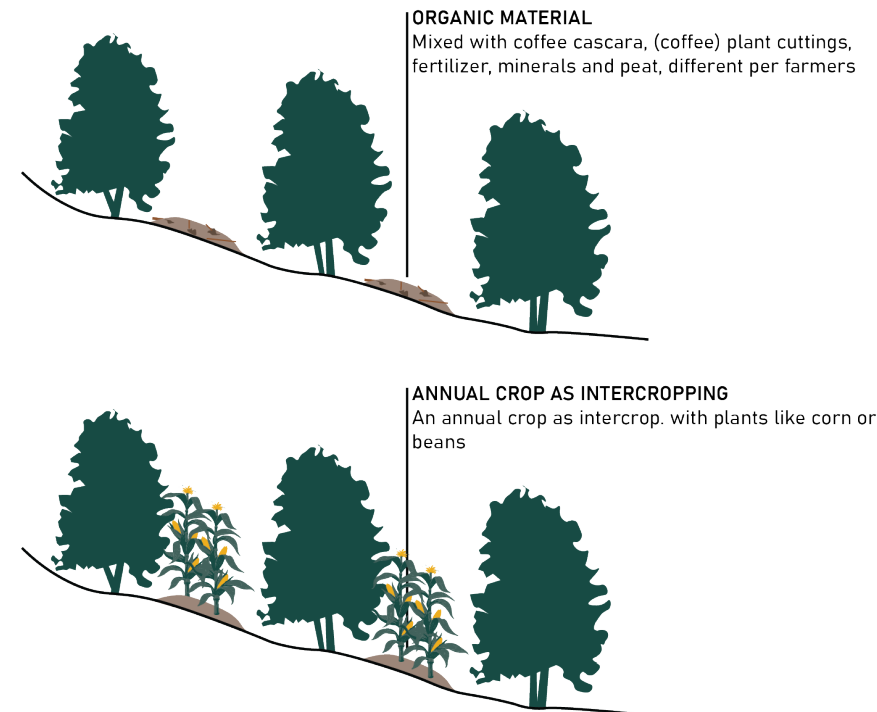 ORGANIC MATERIAL
Mixed with coffee cascara, (coffee) plant cuttings,
fertilizer, minerals and peat, different per farmers
ANNUAL CROP AS INTERCROPPING
An annual crop as intercrop. with plants like corn or
beans